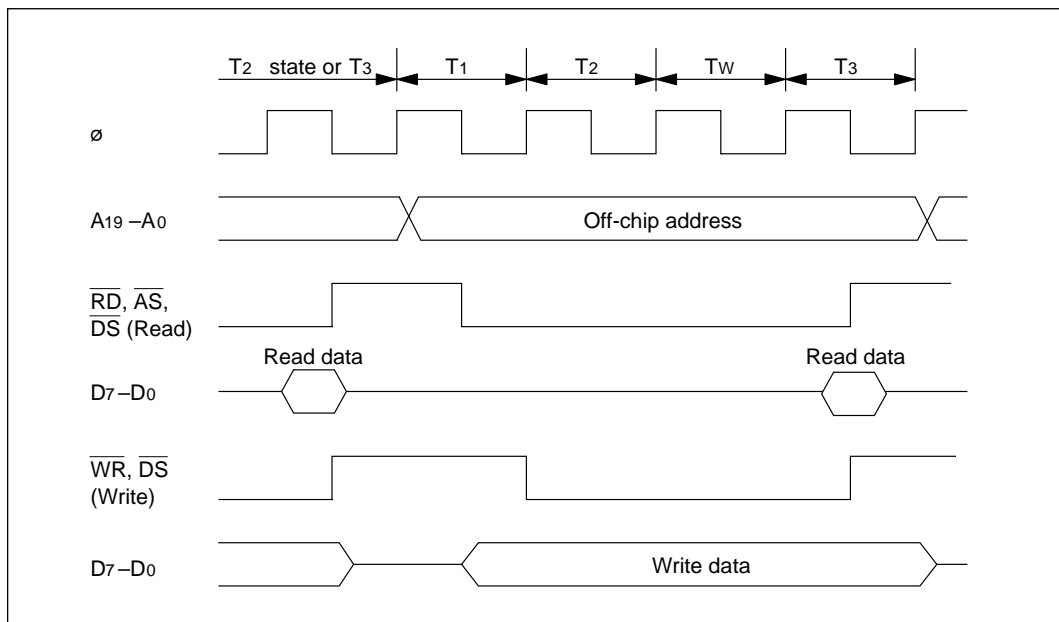 T2 state or T3 T1 T2 TW T3
ø
A19 –A0 Off-chip address
RD, AS,
DS (Read)
Read data Read data
D7 –D0
WR, DS
(Write)
D7 –D0 Write data